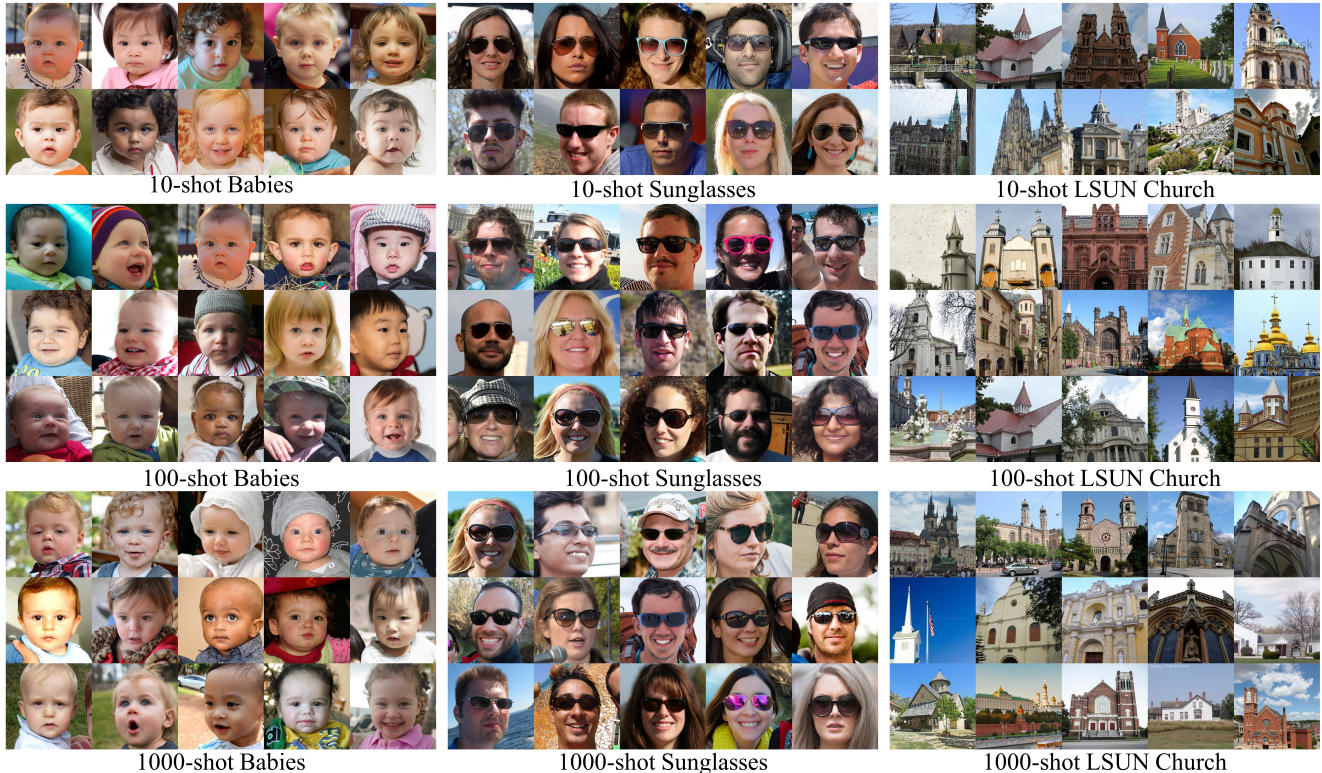 10-shot Babies
10-shot Sunglasses
10-shot LSUN Church
100-shot Babies
100-shot Sunglasses
100-shot LSUN Church
1000-shot Babies
1000-shot Sunglasses
1000-shot LSUN Church